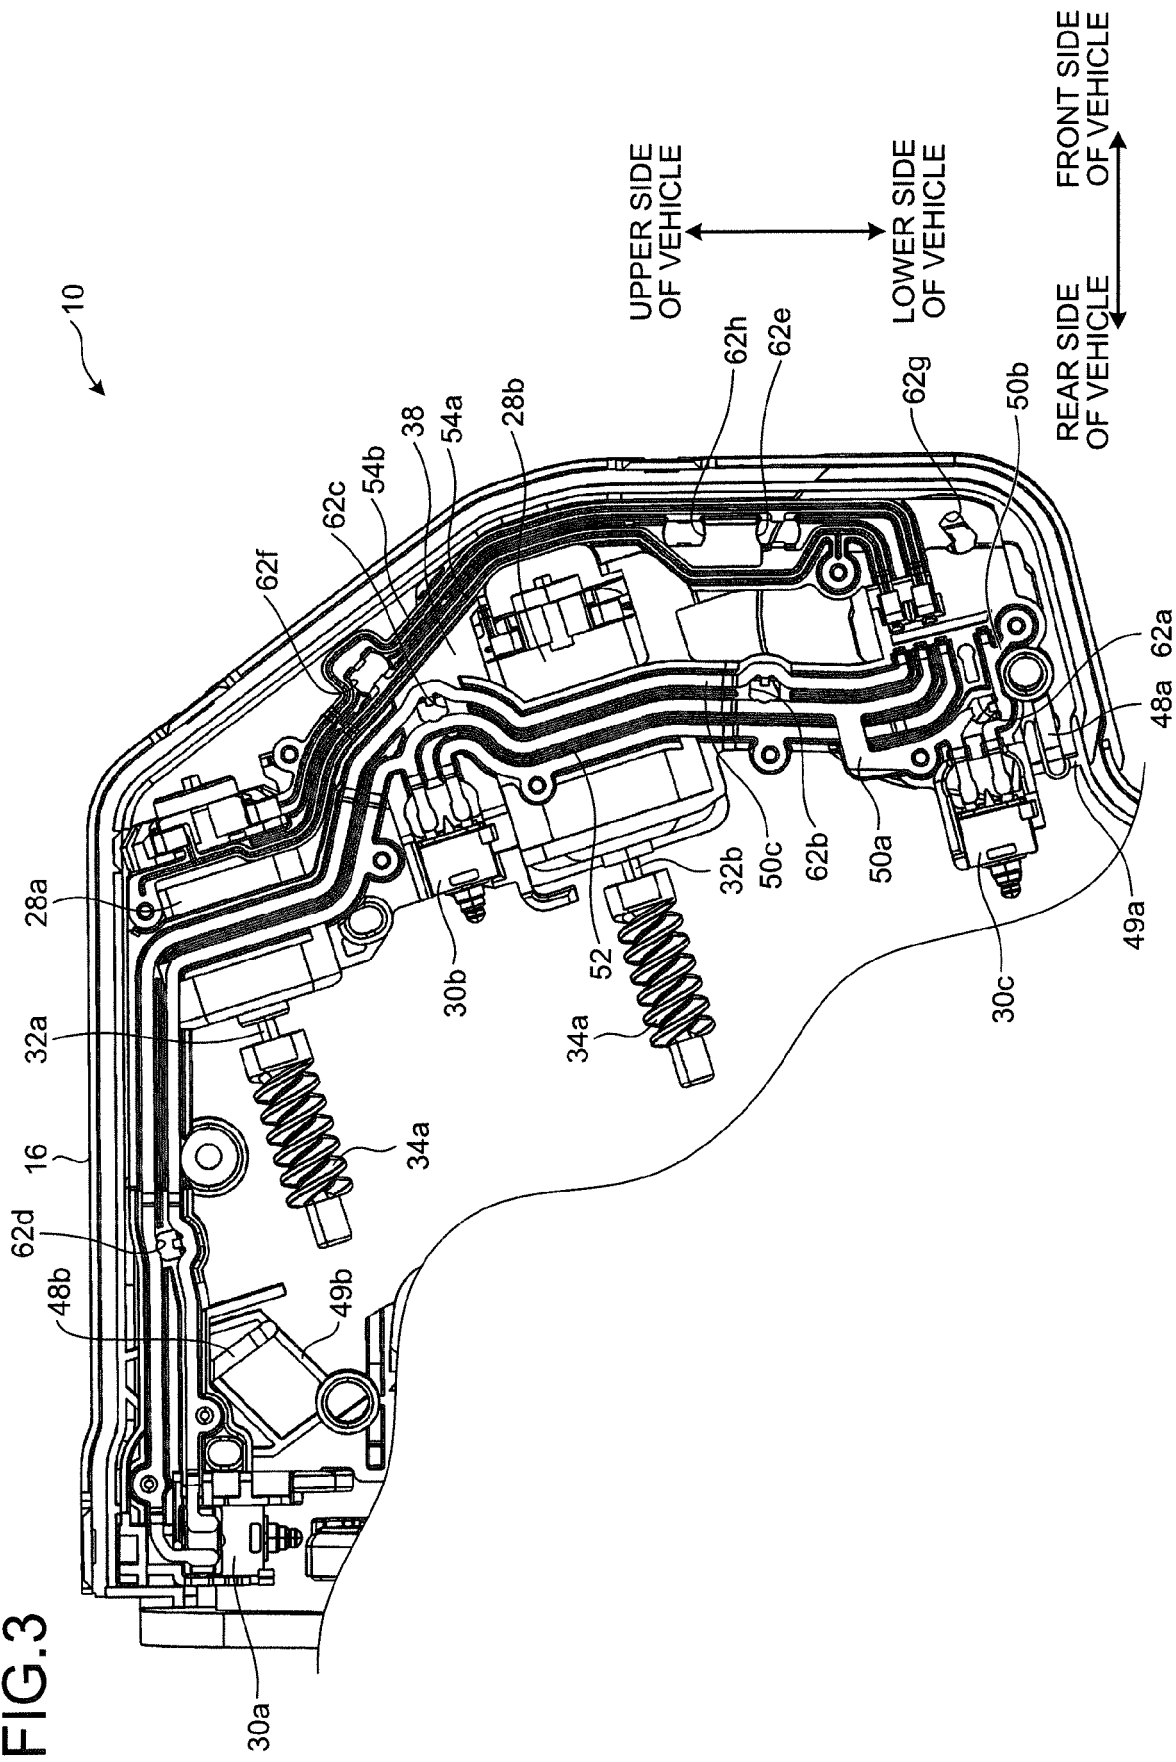 FIG.3
10
UPPER SIDE
OF VEHICLE
LOWER SIDE
OF VEHICLE
REAR SIDE
OF VEHICLE
FRONT SIDE
OF VEHICLE
30a
48b
62d
16
49b
34a
32a
28a
62f
62c
54b
38
54a
28b
62h
62e
62g
50b
62a
48a
49a
30c
50a
62b
50c
32b
52
34a
30b